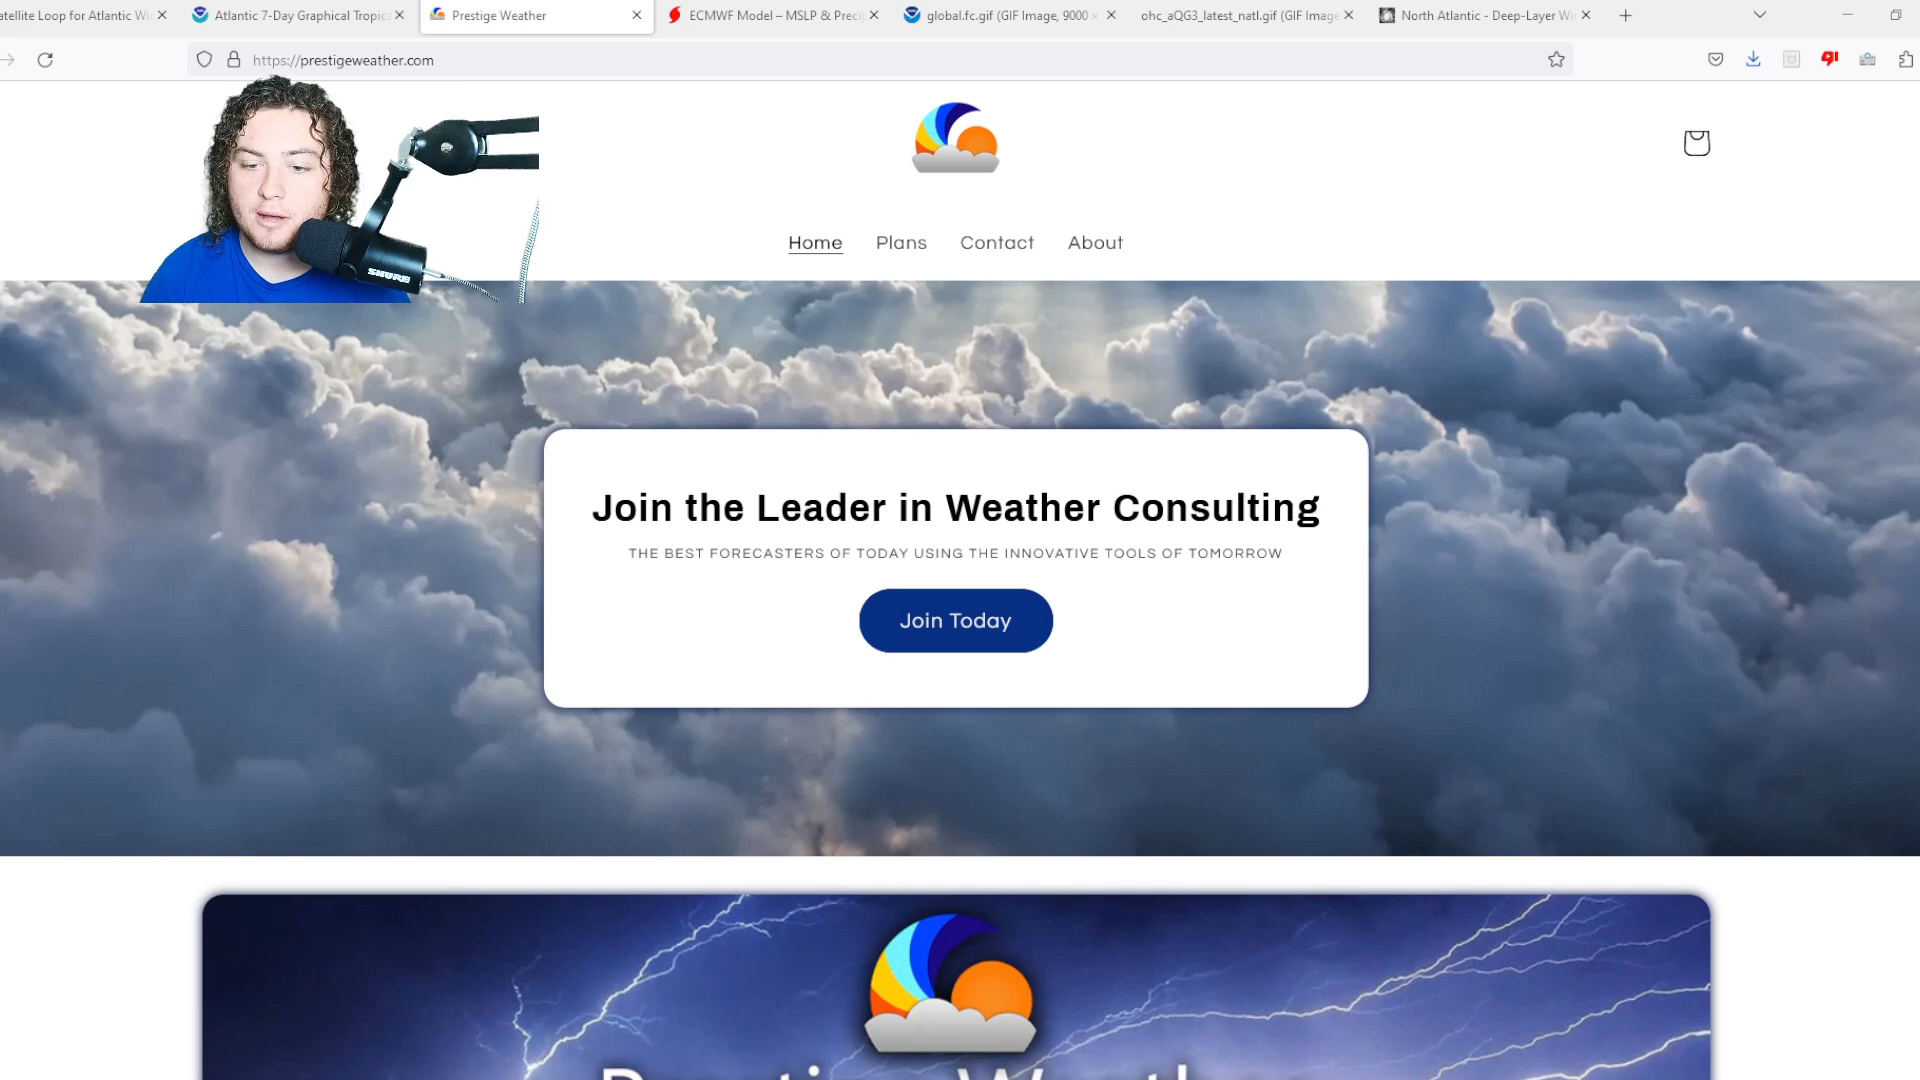 atellite Loop for Atlantic Wi
Atlantic 7-Day Graphical Tropic
Prestige Weather
ECMWF Model – MSLP & Preci
global.fc.gif (GIF Image, 9000 ×
ohc_aQG3_latest_natl.gif (GIF Image
North Atlantic - Deep-Layer Wi
https://prestigeweather.com
SHURE
Home Plans Contact About
Join the Leader in Weather Consulting
THE BEST FORECASTERS OF TODAY USING THE INNOVATIVE TOOLS OF TOMORROW
Join Today
Prestige Weather